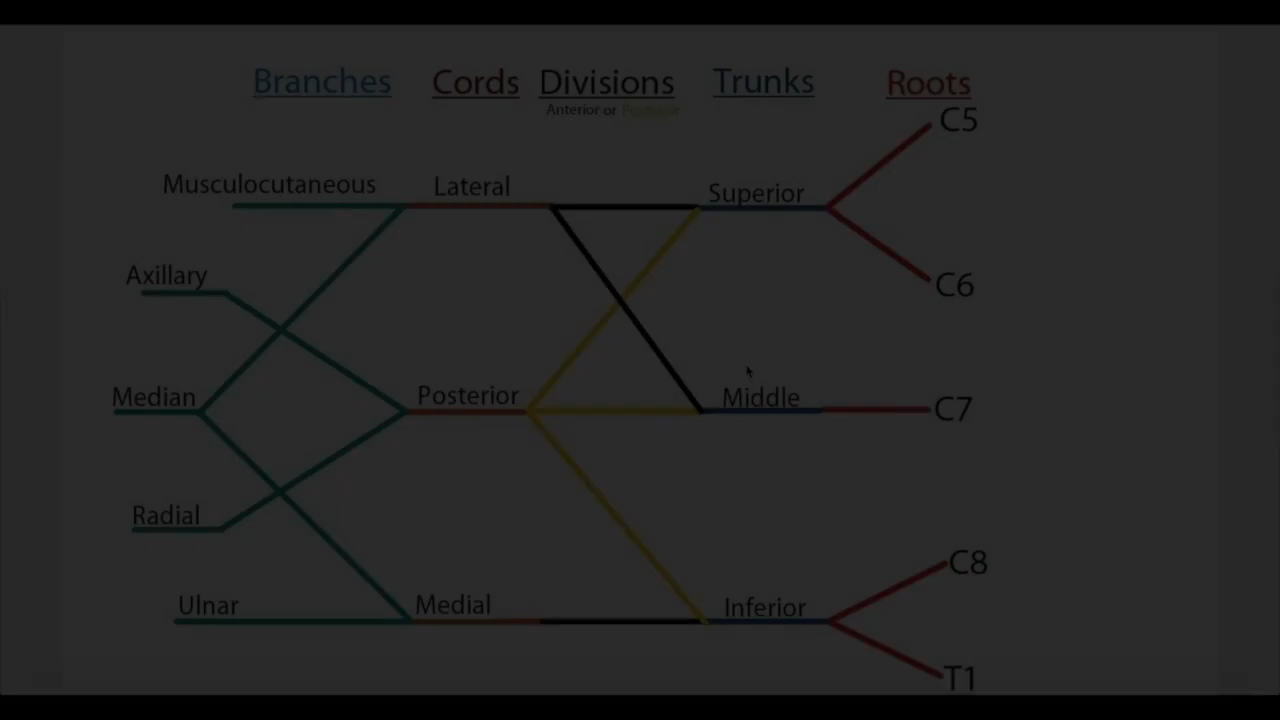 Branches Cords Divisions Trunks Roots
Anterior or Posterior
C5
Musculocutaneous Lateral Superior
Axillary
C6
Median Posterior Middle C7
Radial
C8
Ulnar Medial Inferior
T1